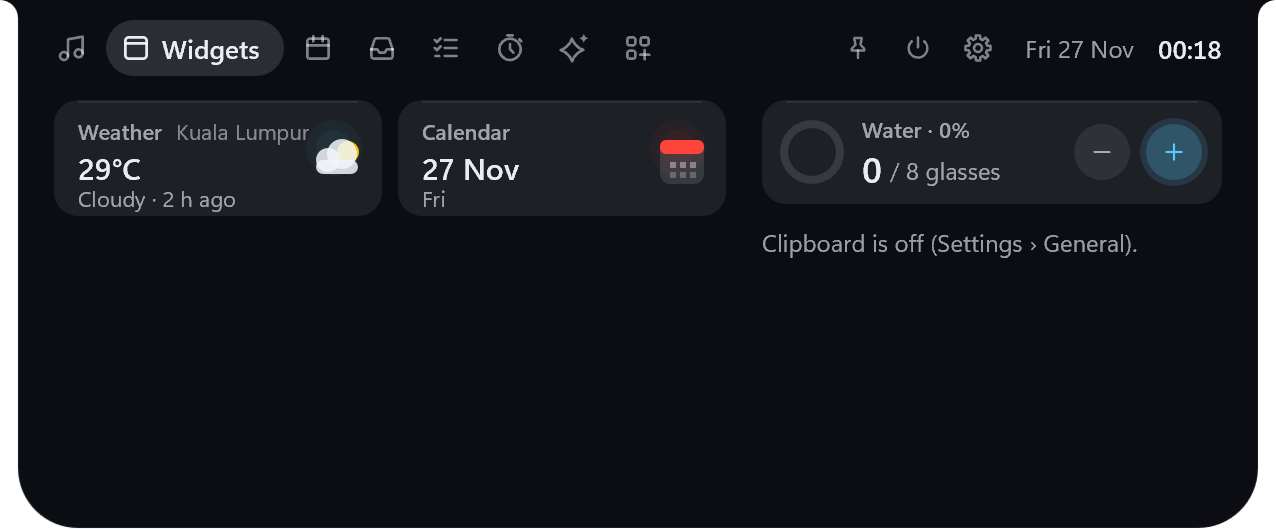 Widgets
Fri 27 Nov 00:18
Weather Kuala Lumpur
29°C
Cloudy · 2 h ago
Calendar
27 Nov
Fri
Water · 0%
0 / 8 glasses
Clipboard is off (Settings › General).